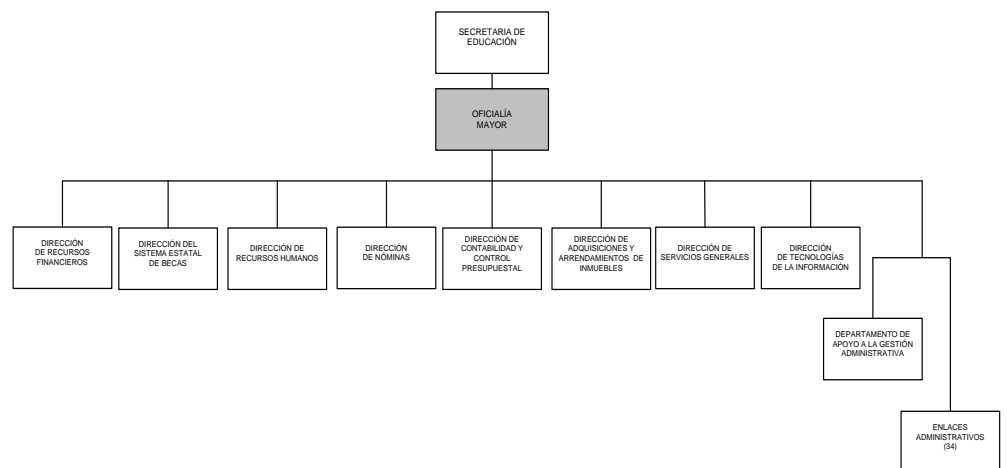 SECRETARIA DE
EDUCACIÓN
OFICIALÍA
MAYOR
DIRECCIÓN
DE RECURSOS
FINANCIEROS
DIRECCIÓN DEL
SISTEMA ESTATAL
DE BECAS
DIRECCIÓN DE
RECURSOS HUMANOS
DIRECCIÓN
DE NÓMINAS
DIRECCIÓN DE
CONTABILIDAD Y
CONTROL
PRESUPUESTAL
DIRECCIÓN DE
ADQUISICIONES Y
ARRENDAMIENTOS DE
INMUEBLES
DIRECCIÓN DE
SERVICIOS GENERALES
DIRECCIÓN
DE TECNOLOGÍAS
DE LA INFORMACIÓN
DEPARTAMENTO DE
APOYO A LA GESTIÓN
ADMINISTRATIVA
ENLACES
ADMINISTRATIVOS
(34)